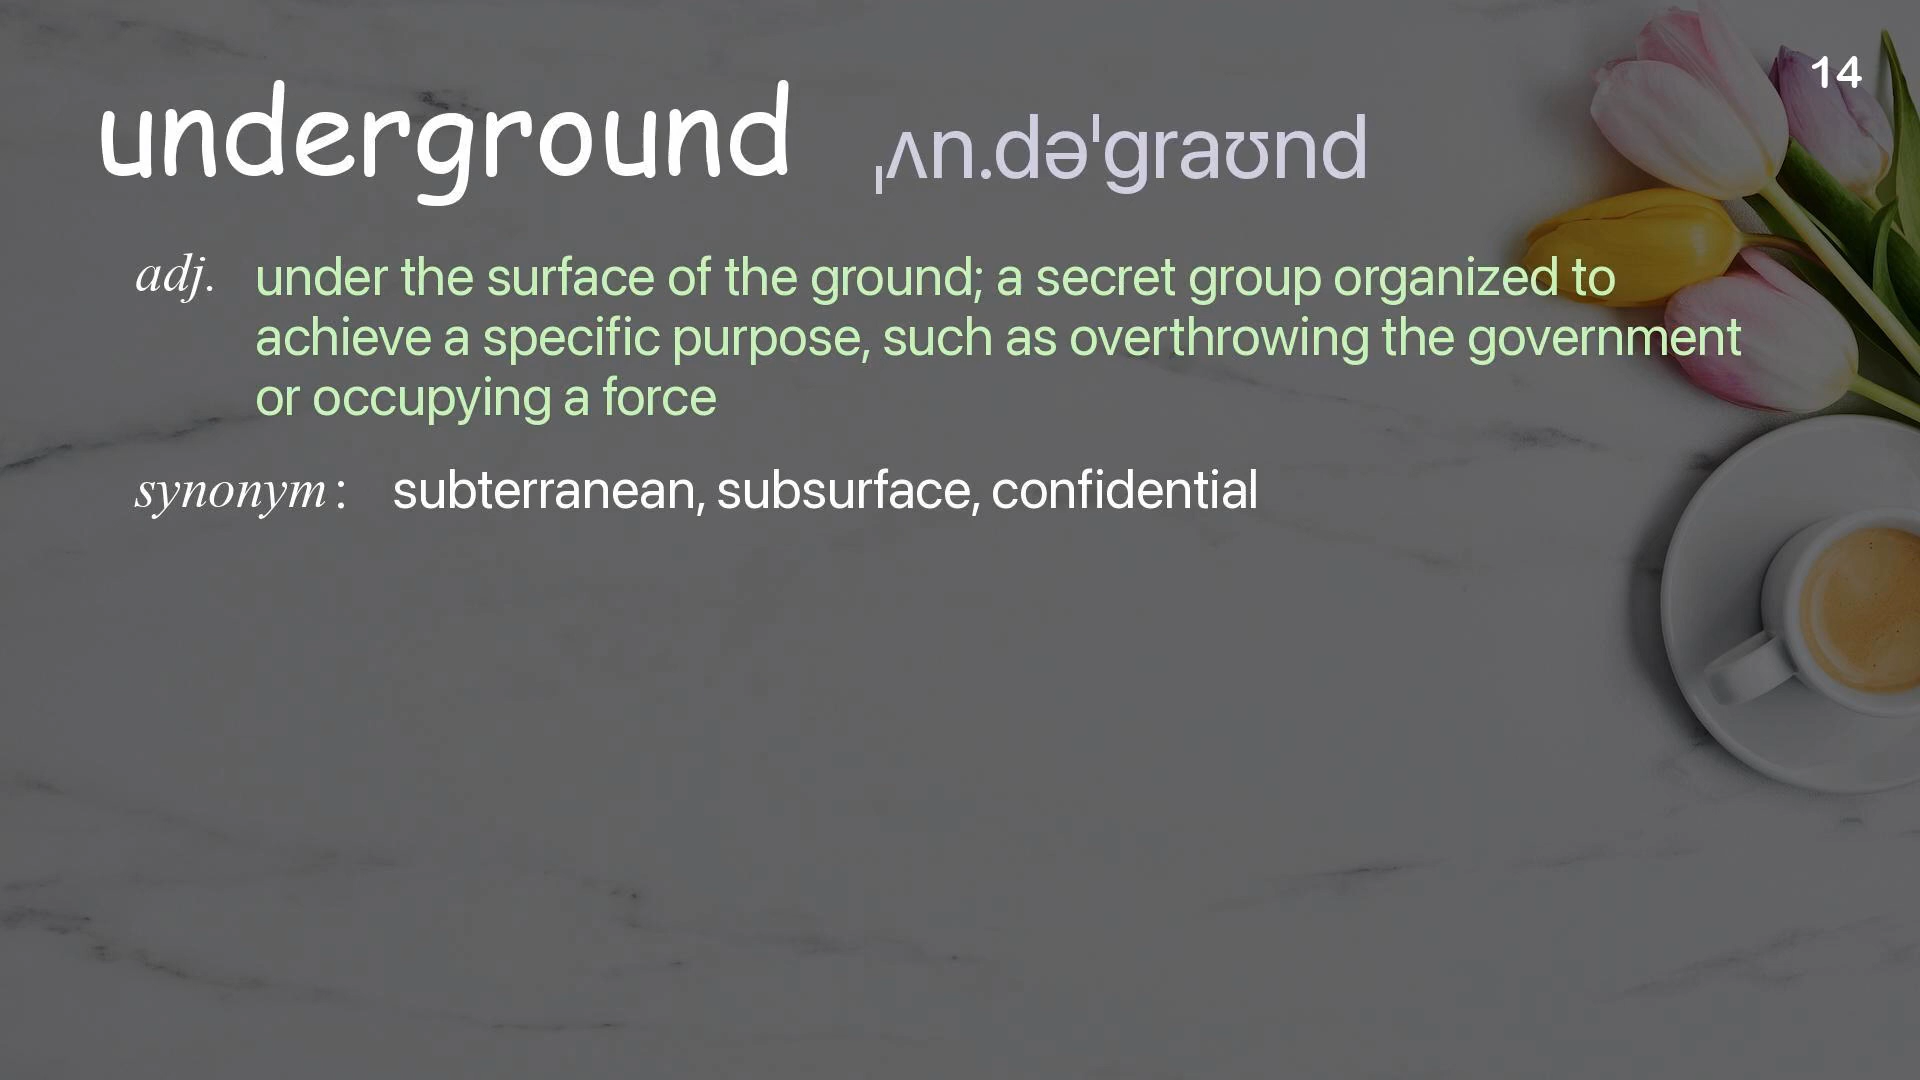 14
underground ˌʌn.dəˈɡraʊnd
adj. under the surface of the ground; a secret group organized to
achieve a specific purpose, such as overthrowing the government
or occupying a force
synonym : subterranean, subsurface, confidential